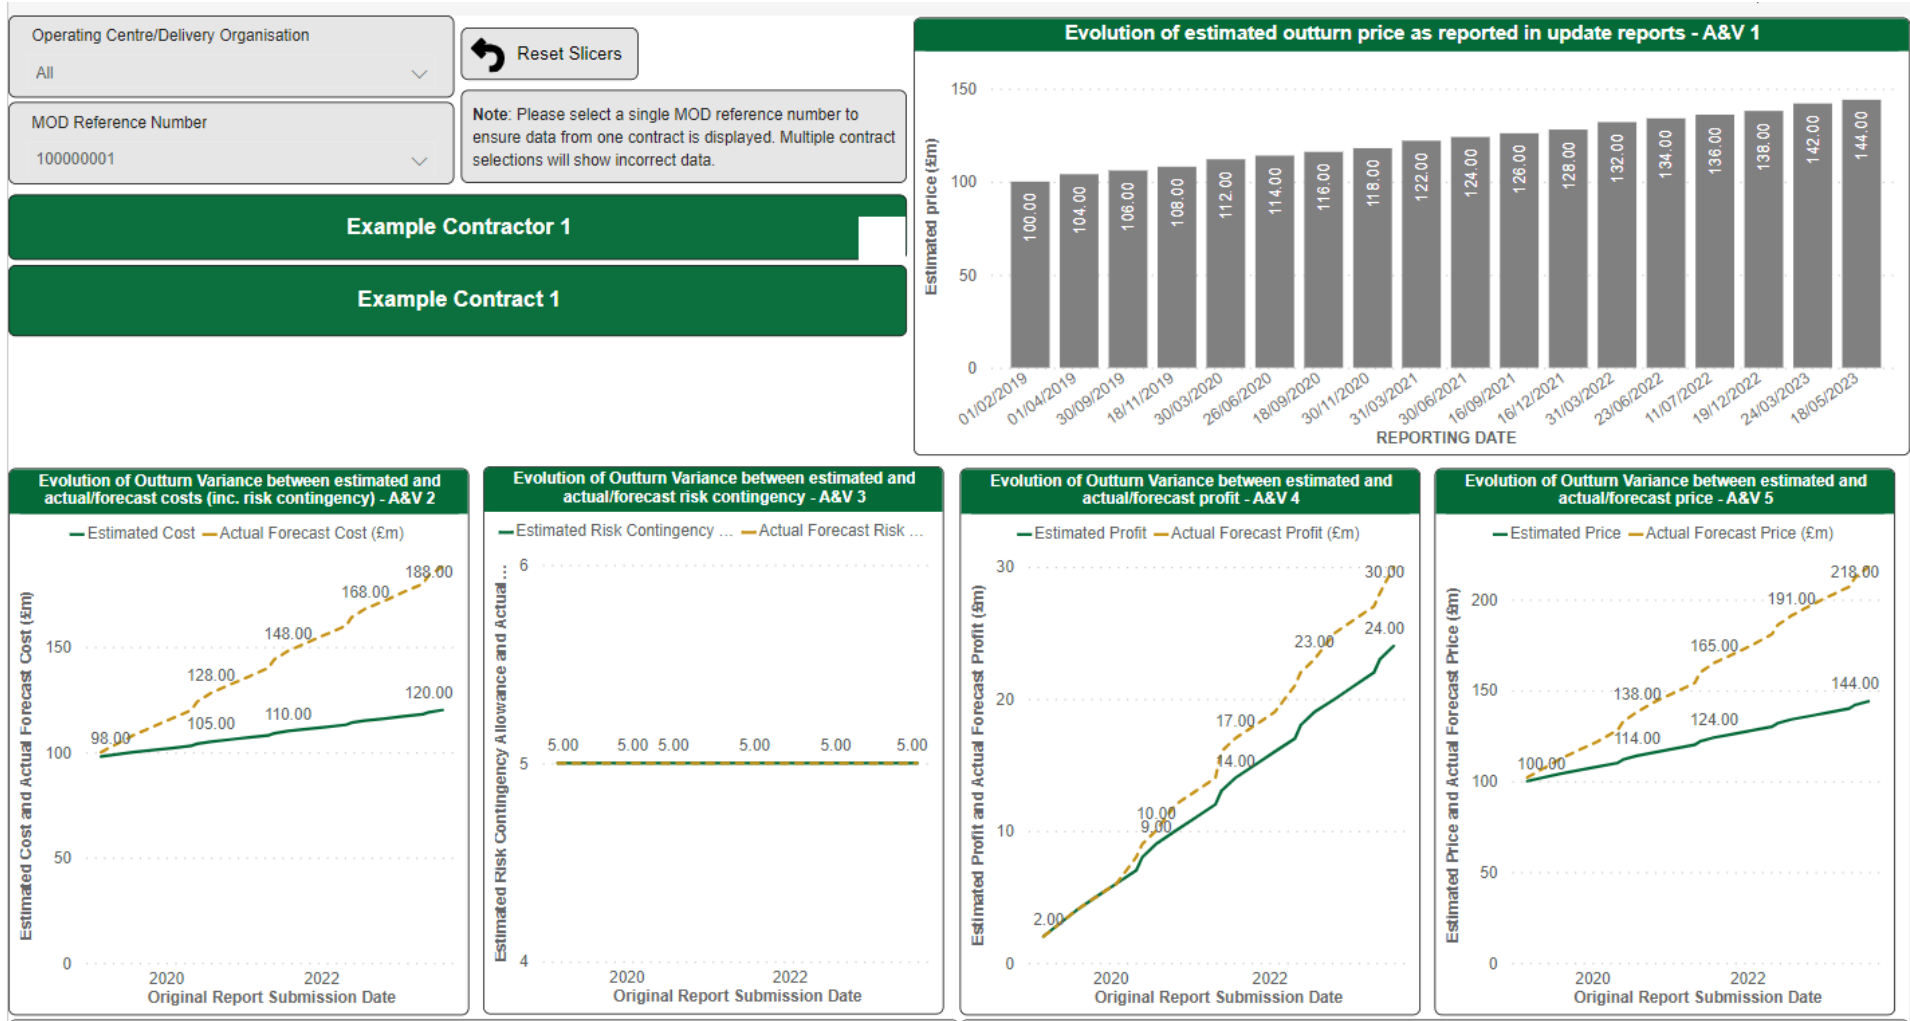 Operating Centre/Delivery Organisation
All
MOD Reference Number
100000001
Reset Slicers
Note: Please select a single MOD reference number to
ensure data from one contract is displayed. Multiple contract
selections will show incorrect data.
Example Contractor 1
Example Contract 1
Evolution of estimated outturn price as reported in update reports - A&V 1
Estimated price (£m)
150
100
50
0
100.00
104.00
106.00
108.00
112.00
114.00
116.00
118.00
122.00
124.00
126.00
128.00
132.00
134.00
136.00
138.00
142.00
144.00
01/02/2019
01/04/2019
30/09/2019
18/11/2019
30/03/2020
26/06/2020
18/09/2020
30/11/2020
31/03/2021
30/06/2021
16/09/2021
16/12/2021
31/03/2022
23/06/2022
11/07/2022
19/12/2022
24/03/2023
18/05/2023
REPORTING DATE
Evolution of Outturn Variance between estimated and
actual/forecast costs (inc. risk contingency) - A&V 2
Estimated Cost
Actual Forecast Cost (£m)
Estimated Cost and Actual Forecast Cost (£m)
150
100
50
0
98.00
128.00
148.00
168.00
188.00
105.00
110.00
120.00
2020
2022
Original Report Submission Date
Evolution of Outturn Variance between estimated and
actual/forecast risk contingency - A&V 3
Estimated Risk Contingency ...
Actual Forecast Risk ...
Estimated Risk Contingency Allowance and Actual...
6
5
4
5.00
5.00
5.00
5.00
5.00
5.00
2020
2022
Original Report Submission Date
Evolution of Outturn Variance between estimated and
actual/forecast profit - A&V 4
Estimated Profit
Actual Forecast Profit (£m)
Estimated Profit and Actual Forecast Profit (£m)
30
20
10
0
2.00
10.00
9.00
17.00
14.00
23.00
30.00
24.00
2020
2022
Original Report Submission Date
Evolution of Outturn Variance between estimated and
actual/forecast price - A&V 5
Estimated Price
Actual Forecast Price (£m)
Estimated Price and Actual Forecast Price (£m)
200
150
100
50
0
100.00
138.00
165.00
191.00
218.00
114.00
124.00
144.00
2020
2022
Original Report Submission Date